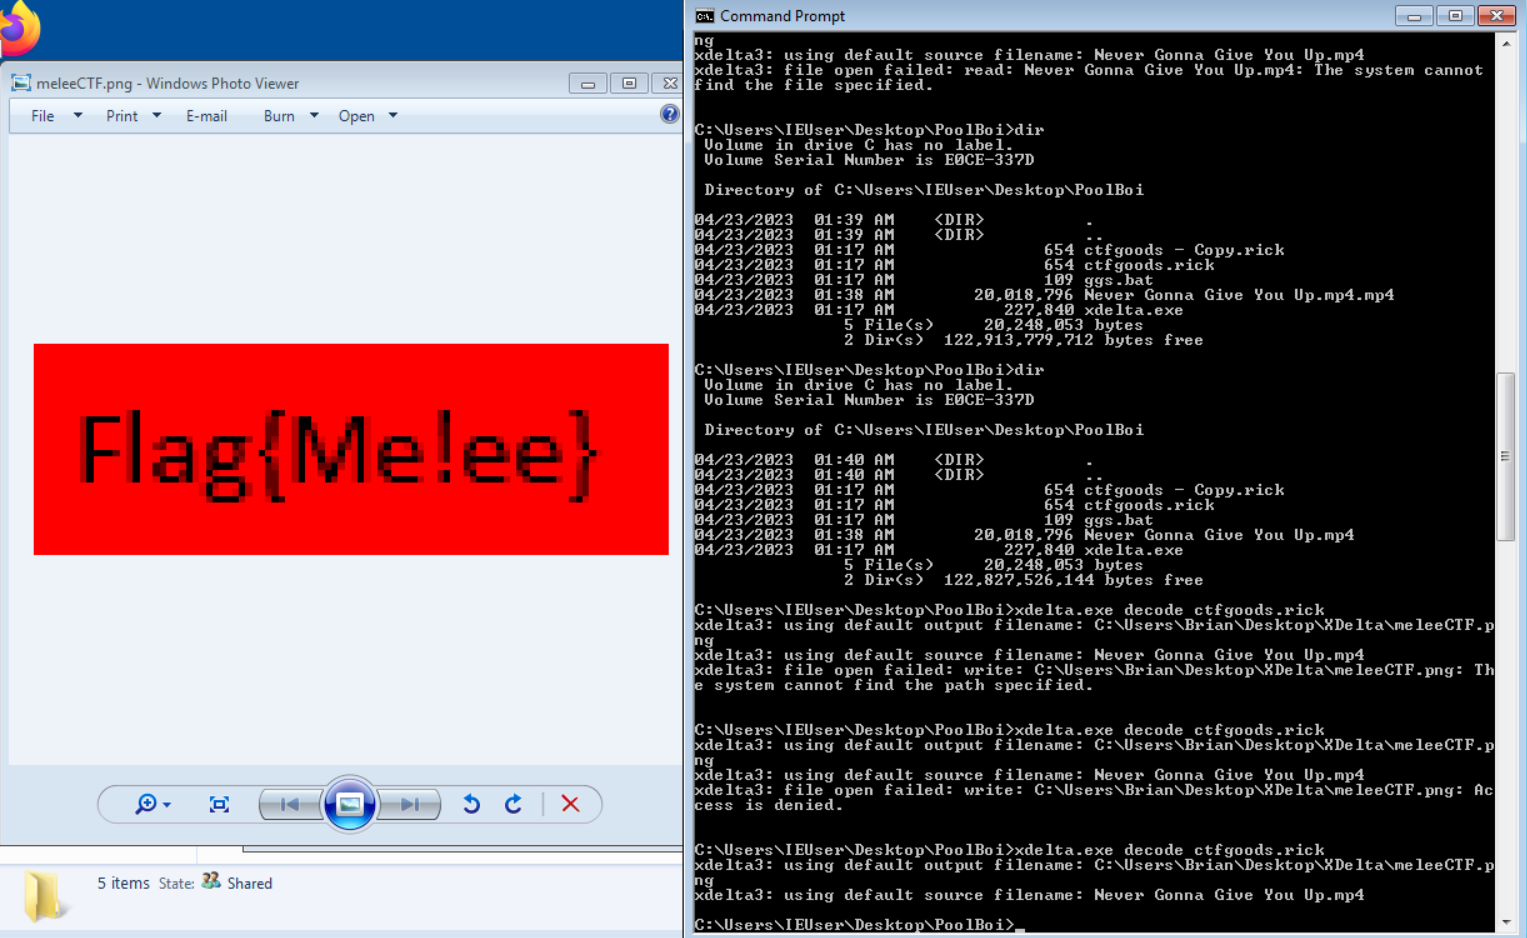 meleeCTF.png - Windows Photo Viewer
File Print E-mail Burn Open
Flag{Me!ee}
5 items State: Shared
Command Prompt
ng
xdelta3: using default source filename: Never Gonna Give You Up.mp4
xdelta3: file open failed: read: Never Gonna Give You Up.mp4: The system cannot
find the file specified.
C:\Users\IEUser\Desktop\PoolBoi>dir
Volume in drive C has no label.
Volume Serial Number is E0CE-337D
Directory of C:\Users\IEUser\Desktop\PoolBoi
04/23/2023 01:39 AM <DIR> .
04/23/2023 01:39 AM <DIR> ..
04/23/2023 01:17 AM 654 ctfgoods - Copy.rick
04/23/2023 01:17 AM 654 ctfgoods.rick
04/23/2023 01:17 AM 109 ggs.bat
04/23/2023 01:38 AM 20,018,796 Never Gonna Give You Up.mp4.mp4
04/23/2023 01:17 AM 227,840 xdelta.exe
5 File(s) 20,248,053 bytes
2 Dir(s) 122,913,779,712 bytes free
C:\Users\IEUser\Desktop\PoolBoi>dir
Volume in drive C has no label.
Volume Serial Number is E0CE-337D
Directory of C:\Users\IEUser\Desktop\PoolBoi
04/23/2023 01:40 AM <DIR> .
04/23/2023 01:40 AM <DIR> ..
04/23/2023 01:17 AM 654 ctfgoods - Copy.rick
04/23/2023 01:17 AM 654 ctfgoods.rick
04/23/2023 01:17 AM 109 ggs.bat
04/23/2023 01:38 AM 20,018,796 Never Gonna Give You Up.mp4
04/23/2023 01:17 AM 227,840 xdelta.exe
5 File(s) 20,248,053 bytes
2 Dir(s) 122,827,526,144 bytes free
C:\Users\IEUser\Desktop\PoolBoi>xdelta.exe decode ctfgoods.rick
xdelta3: using default output filename: C:\Users\Brian\Desktop\XDelta\meleeCTF.p
ng
xdelta3: using default source filename: Never Gonna Give You Up.mp4
xdelta3: file open failed: write: C:\Users\Brian\Desktop\XDelta\meleeCTF.png: Th
e system cannot find the path specified.
C:\Users\IEUser\Desktop\PoolBoi>xdelta.exe decode ctfgoods.rick
xdelta3: using default output filename: C:\Users\Brian\Desktop\XDelta\meleeCTF.p
ng
xdelta3: using default source filename: Never Gonna Give You Up.mp4
xdelta3: file open failed: write: C:\Users\Brian\Desktop\XDelta\meleeCTF.png: Ac
cess is denied.
C:\Users\IEUser\Desktop\PoolBoi>xdelta.exe decode ctfgoods.rick
xdelta3: using default output filename: C:\Users\Brian\Desktop\XDelta\meleeCTF.p
ng
xdelta3: using default source filename: Never Gonna Give You Up.mp4
C:\Users\IEUser\Desktop\PoolBoi>_